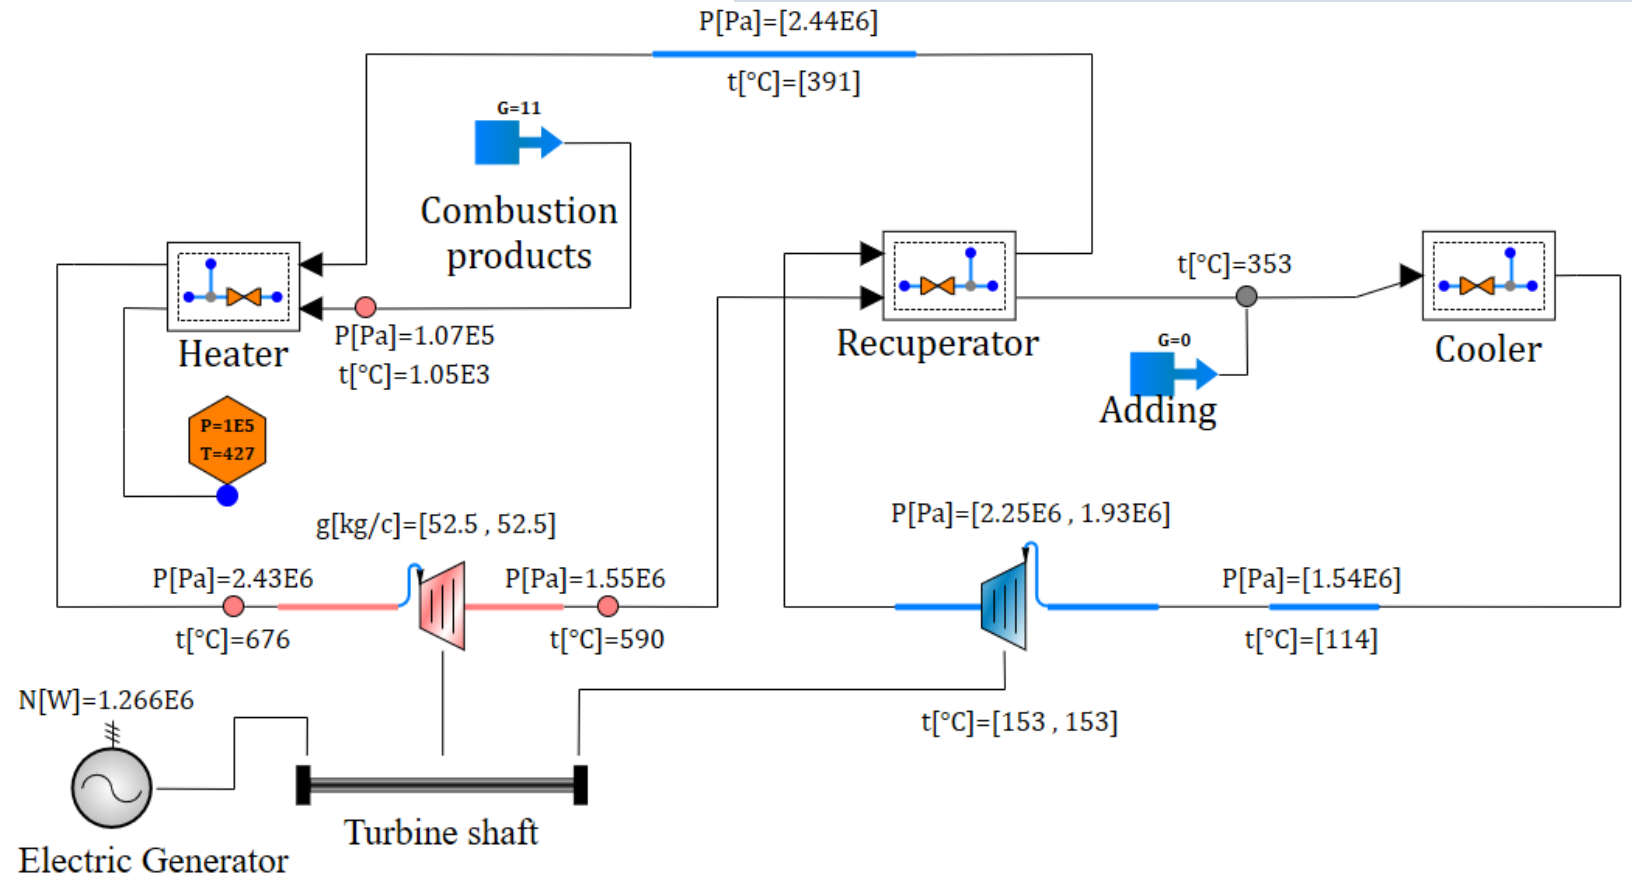 P[Pa]=[2.44E6]
t[°C]=[391]
G=11
Combustion
products
t[°C]=353
Heater
P[Pa]=1.07E5
t[°C]=1.05E3
Recuperator
G=0
Adding
Cooler
P=1E5
T=427
g[kg/c]=[52.5 , 52.5]
P[Pa]=[2.25E6 , 1.93E6]
P[Pa]=2.43E6
t[°C]=676
P[Pa]=1.55E6
t[°C]=590
P[Pa]=[1.54E6]
t[°C]=[114]
N[W]=1.266E6
t[°C]=[153 , 153]
Turbine shaft
Electric Generator